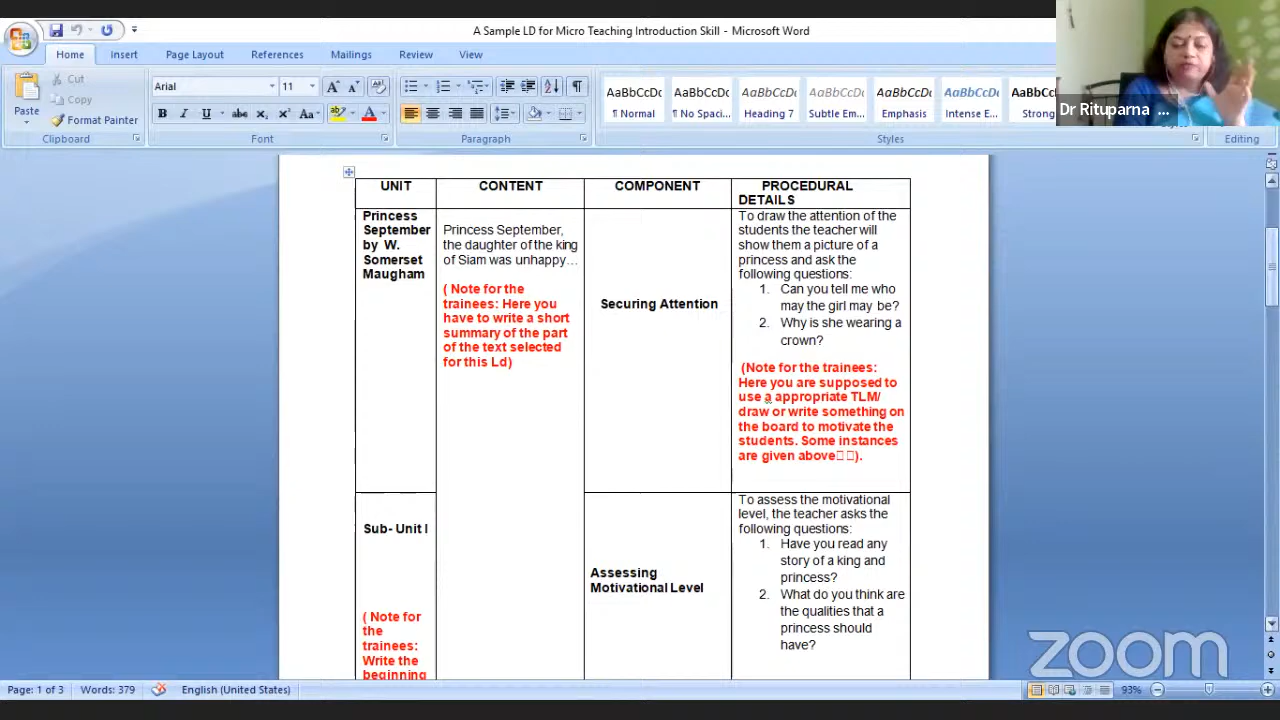 A Sample LD for Micro Teaching Introduction Skill - Microsoft Word
Home Insert Page Layout References Mailings Review View
Paste
Cut
Copy
Format Painter
Clipboard
Arial 11
Font
Paragraph
AaBbCcDc AaBbCcDc AaBbCcDc AaBbCcDc AaBbCcDc AaBbCcDc AaBbCcDc
¶ Normal ¶ No Spaci... Heading 7 Subtle Em... Emphasis Intense E... Strong
Styles
Editing
Dr Rituparna ...
UNIT
CONTENT
COMPONENT
PROCEDURAL
DETAILS
Princess
September
by W.
Somerset
Maugham
Princess September,
the daughter of the king
of Siam was unhappy...
( Note for the
trainees: Here you
have to write a short
summary of the part
of the text selected
for this Ld)
Securing Attention
To draw the attention of the
students the teacher will
show them a picture of a
princess and ask the
following questions:
1. Can you tell me who
may the girl may be?
2. Why is she wearing a
crown?
(Note for the trainees:
Here you are supposed to
use a appropriate TLM/
draw or write something on
the board to motivate the
students. Some instances
are given above□□).
Sub- Unit I
( Note for
the
trainees:
Write the
beginning
Assessing
Motivational Level
To assess the motivational
level, the teacher asks the
following questions:
1. Have you read any
story of a king and
princess?
2. What do you think are
the qualities that a
princess should
have?
zoom
Page: 1 of 3 Words: 379 English (United States) 93%